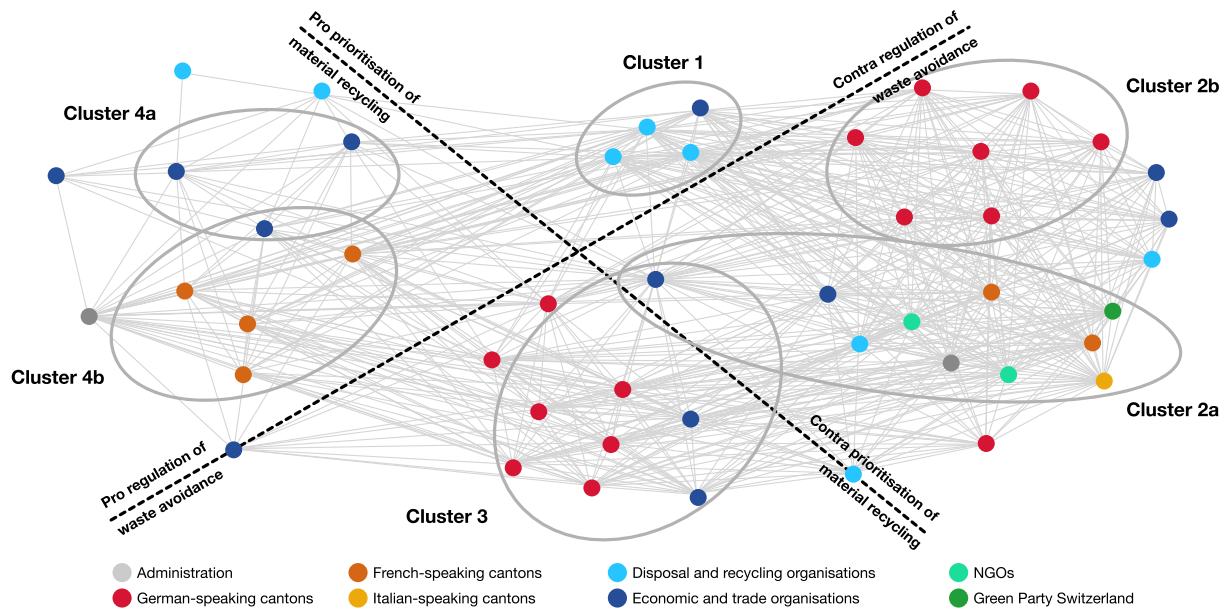 Pro prioritisation of
material recycling
Cluster 1
Contra regulation of
waste avoidance
Cluster 2b
Cluster 4a
Cluster 4b
Cluster 2a
Pro regulation of
waste avoidance
Cluster 3
Contra prioritisation of
material recycling
Administration
French-speaking cantons
Disposal and recycling organisations
NGOs
German-speaking cantons
Italian-speaking cantons
Economic and trade organisations
Green Party Switzerland